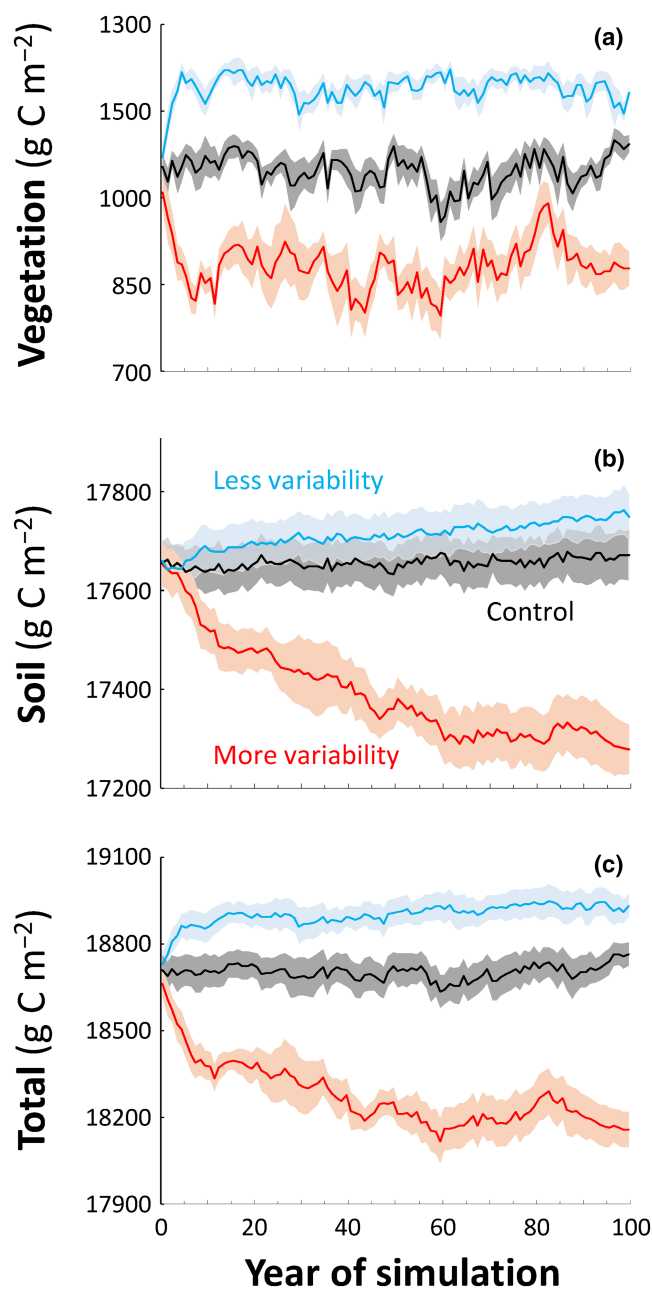 (a)
Vegetation (g C m−2)
1300
1500
1000
850
700
(b)
Soil (g C m−2)
17800
17600
17400
17200
Less variability
Control
More variability
(c)
Total (g C m−2)
19100
18800
18500
18200
17900
0 20 40 60 80 100
Year of simulation